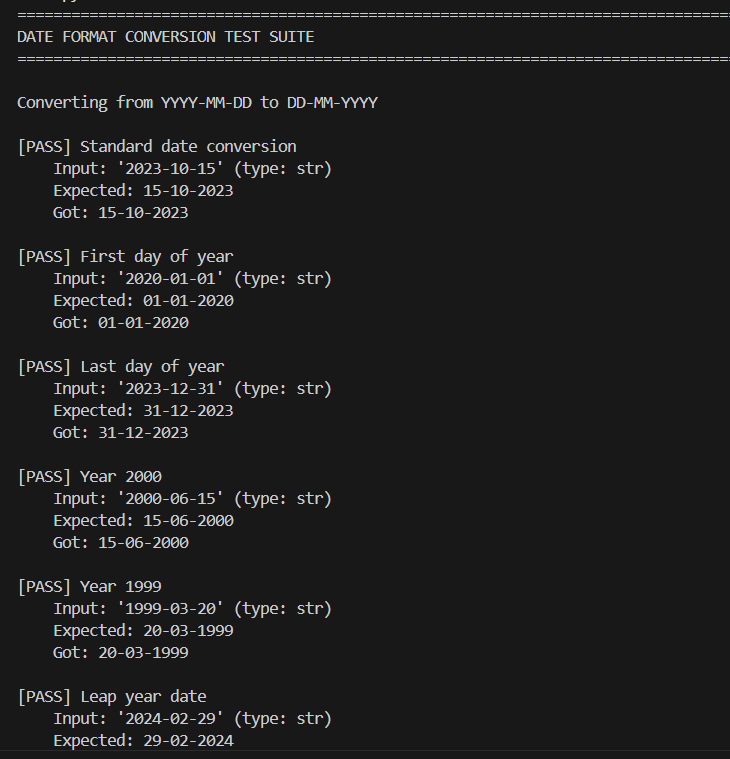 ================================================================================
DATE FORMAT CONVERSION TEST SUITE
================================================================================
Converting from YYYY-MM-DD to DD-MM-YYYY
[PASS] Standard date conversion
Input: '2023-10-15' (type: str)
Expected: 15-10-2023
Got: 15-10-2023
[PASS] First day of year
Input: '2020-01-01' (type: str)
Expected: 01-01-2020
Got: 01-01-2020
[PASS] Last day of year
Input: '2023-12-31' (type: str)
Expected: 31-12-2023
Got: 31-12-2023
[PASS] Year 2000
Input: '2000-06-15' (type: str)
Expected: 15-06-2000
Got: 15-06-2000
[PASS] Year 1999
Input: '1999-03-20' (type: str)
Expected: 20-03-1999
Got: 20-03-1999
[PASS] Leap year date
Input: '2024-02-29' (type: str)
Expected: 29-02-2024